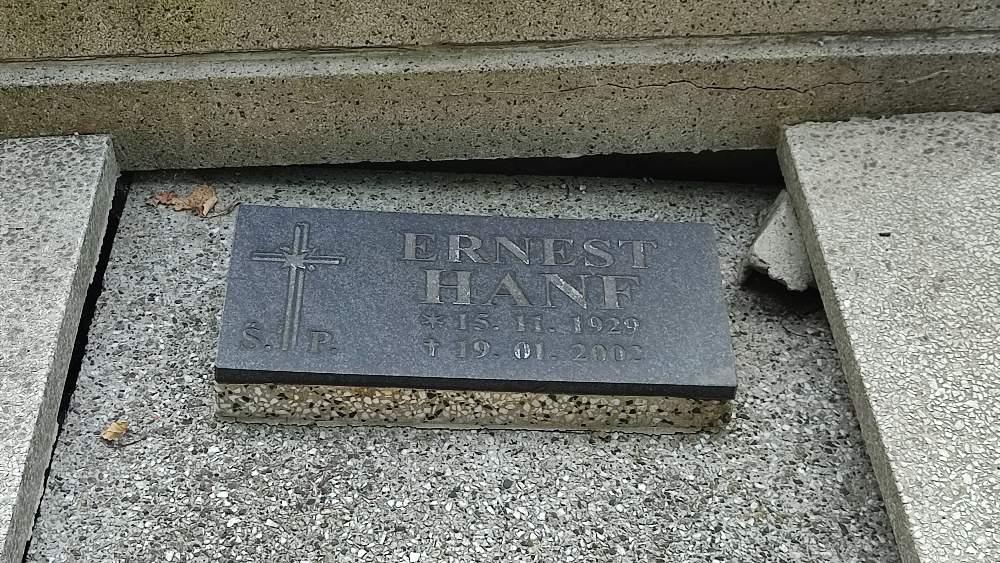 ERNEST
HANF
* 15. 11. 1929
Ś. P. † 19. 01. 2002